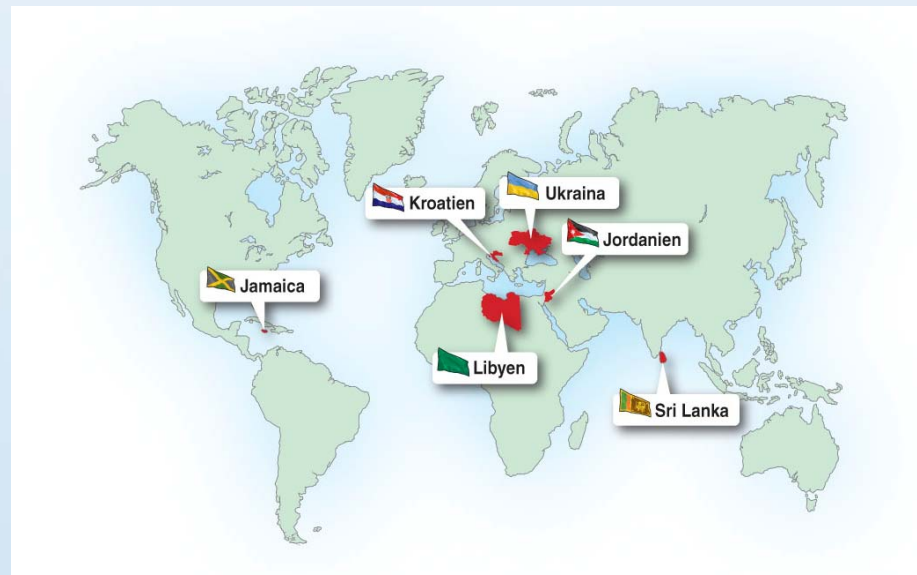 Ukraina
Kroatien
Jordanien
Jamaica
Libyen
Sri Lanka